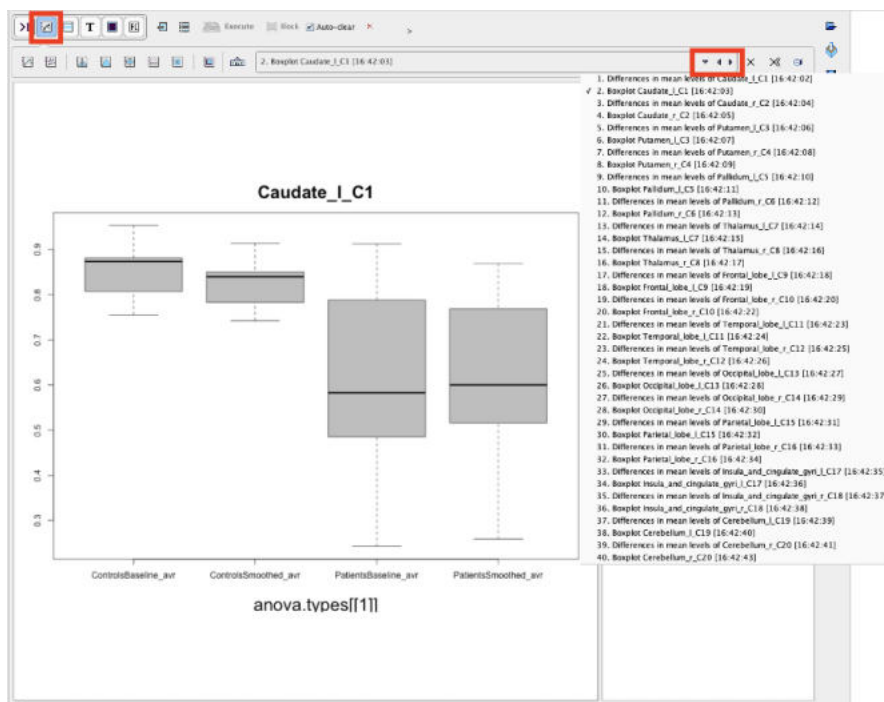 T
Execute Block Auto-clear
2. Boxplot Caudate_l_C1 [16:42:03]
1. Differences in mean levels of Caudate_l_C1 [16:42:02]
✓ 2. Boxplot Caudate_l_C1 [16:42:03]
3. Differences in mean levels of Caudate_r_C2 [16:42:04]
4. Boxplot Caudate_r_C2 [16:42:05]
5. Differences in mean levels of Putamen_l_C3 [16:42:06]
6. Boxplot Putamen_l_C3 [16:42:07]
7. Differences in mean levels of Putamen_r_C4 [16:42:08]
8. Boxplot Putamen_r_C4 [16:42:09]
9. Differences in mean levels of Pallidum_l_C5 [16:42:10]
10. Boxplot Pallidum_l_C5 [16:42:11]
11. Differences in mean levels of Pallidum_r_C6 [16:42:12]
12. Boxplot Pallidum_r_C6 [16:42:13]
13. Differences in mean levels of Thalamus_l_C7 [16:42:14]
14. Boxplot Thalamus_l_C7 [16:42:15]
15. Differences in mean levels of Thalamus_r_C8 [16:42:16]
16. Boxplot Thalamus_r_C8 [16:42:17]
17. Differences in mean levels of Frontal_lobe_l_C9 [16:42:18]
18. Boxplot Frontal_lobe_l_C9 [16:42:19]
19. Differences in mean levels of Frontal_lobe_r_C10 [16:42:20]
20. Boxplot Frontal_lobe_r_C10 [16:42:22]
21. Differences in mean levels of Temporal_lobe_l_C11 [16:42:23]
22. Boxplot Temporal_lobe_l_C11 [16:42:24]
23. Differences in mean levels of Temporal_lobe_r_C12 [16:42:25]
24. Boxplot Temporal_lobe_r_C12 [16:42:26]
25. Differences in mean levels of Occipital_lobe_l_C13 [16:42:27]
26. Boxplot Occipital_lobe_l_C13 [16:42:28]
27. Differences in mean levels of Occipital_lobe_r_C14 [16:42:29]
28. Boxplot Occipital_lobe_r_C14 [16:42:30]
29. Differences in mean levels of Parietal_lobe_l_C15 [16:42:31]
30. Boxplot Parietal_lobe_l_C15 [16:42:32]
31. Differences in mean levels of Parietal_lobe_r_C16 [16:42:33]
32. Boxplot Parietal_lobe_r_C16 [16:42:34]
33. Differences in mean levels of Insula_and_cingulate_gyri_l_C17 [16:42:35]
34. Boxplot Insula_and_cingulate_gyri_l_C17 [16:42:36]
35. Differences in mean levels of Insula_and_cingulate_gyri_r_C18 [16:42:37
36. Boxplot Insula_and_cingulate_gyri_r_C18 [16:42:38]
37. Differences in mean levels of Cerebellum_l_C19 [16:42:39]
38. Boxplot Cerebellum_l_C19 [16:42:40]
39. Differences in mean levels of Cerebellum_r_C20 [16:42:41]
40. Boxplot Cerebellum_r_C20 [16:42:43]
Caudate_l_C1
0.9
0.8
0.7
0.6
0.5
0.4
0.3
ControlsBaseline_avr ControlsSmoothed_avr PatientsBaseline_avr PatientsSmoothed_avr
anova.types[[1]]